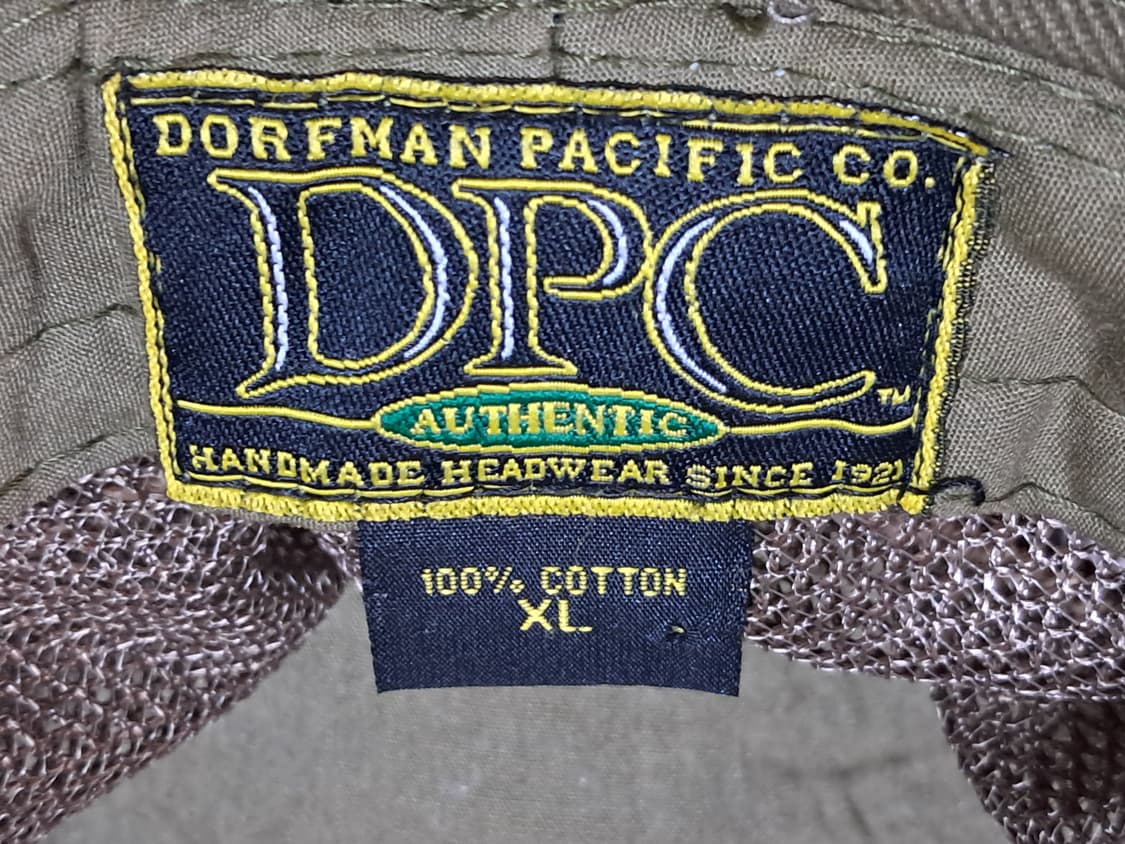 DORFMAN PACIFIC CO.
DPC™
AUTHENTIC
HANDMADE HEADWEAR SINCE 1921
100% COTTON
XL